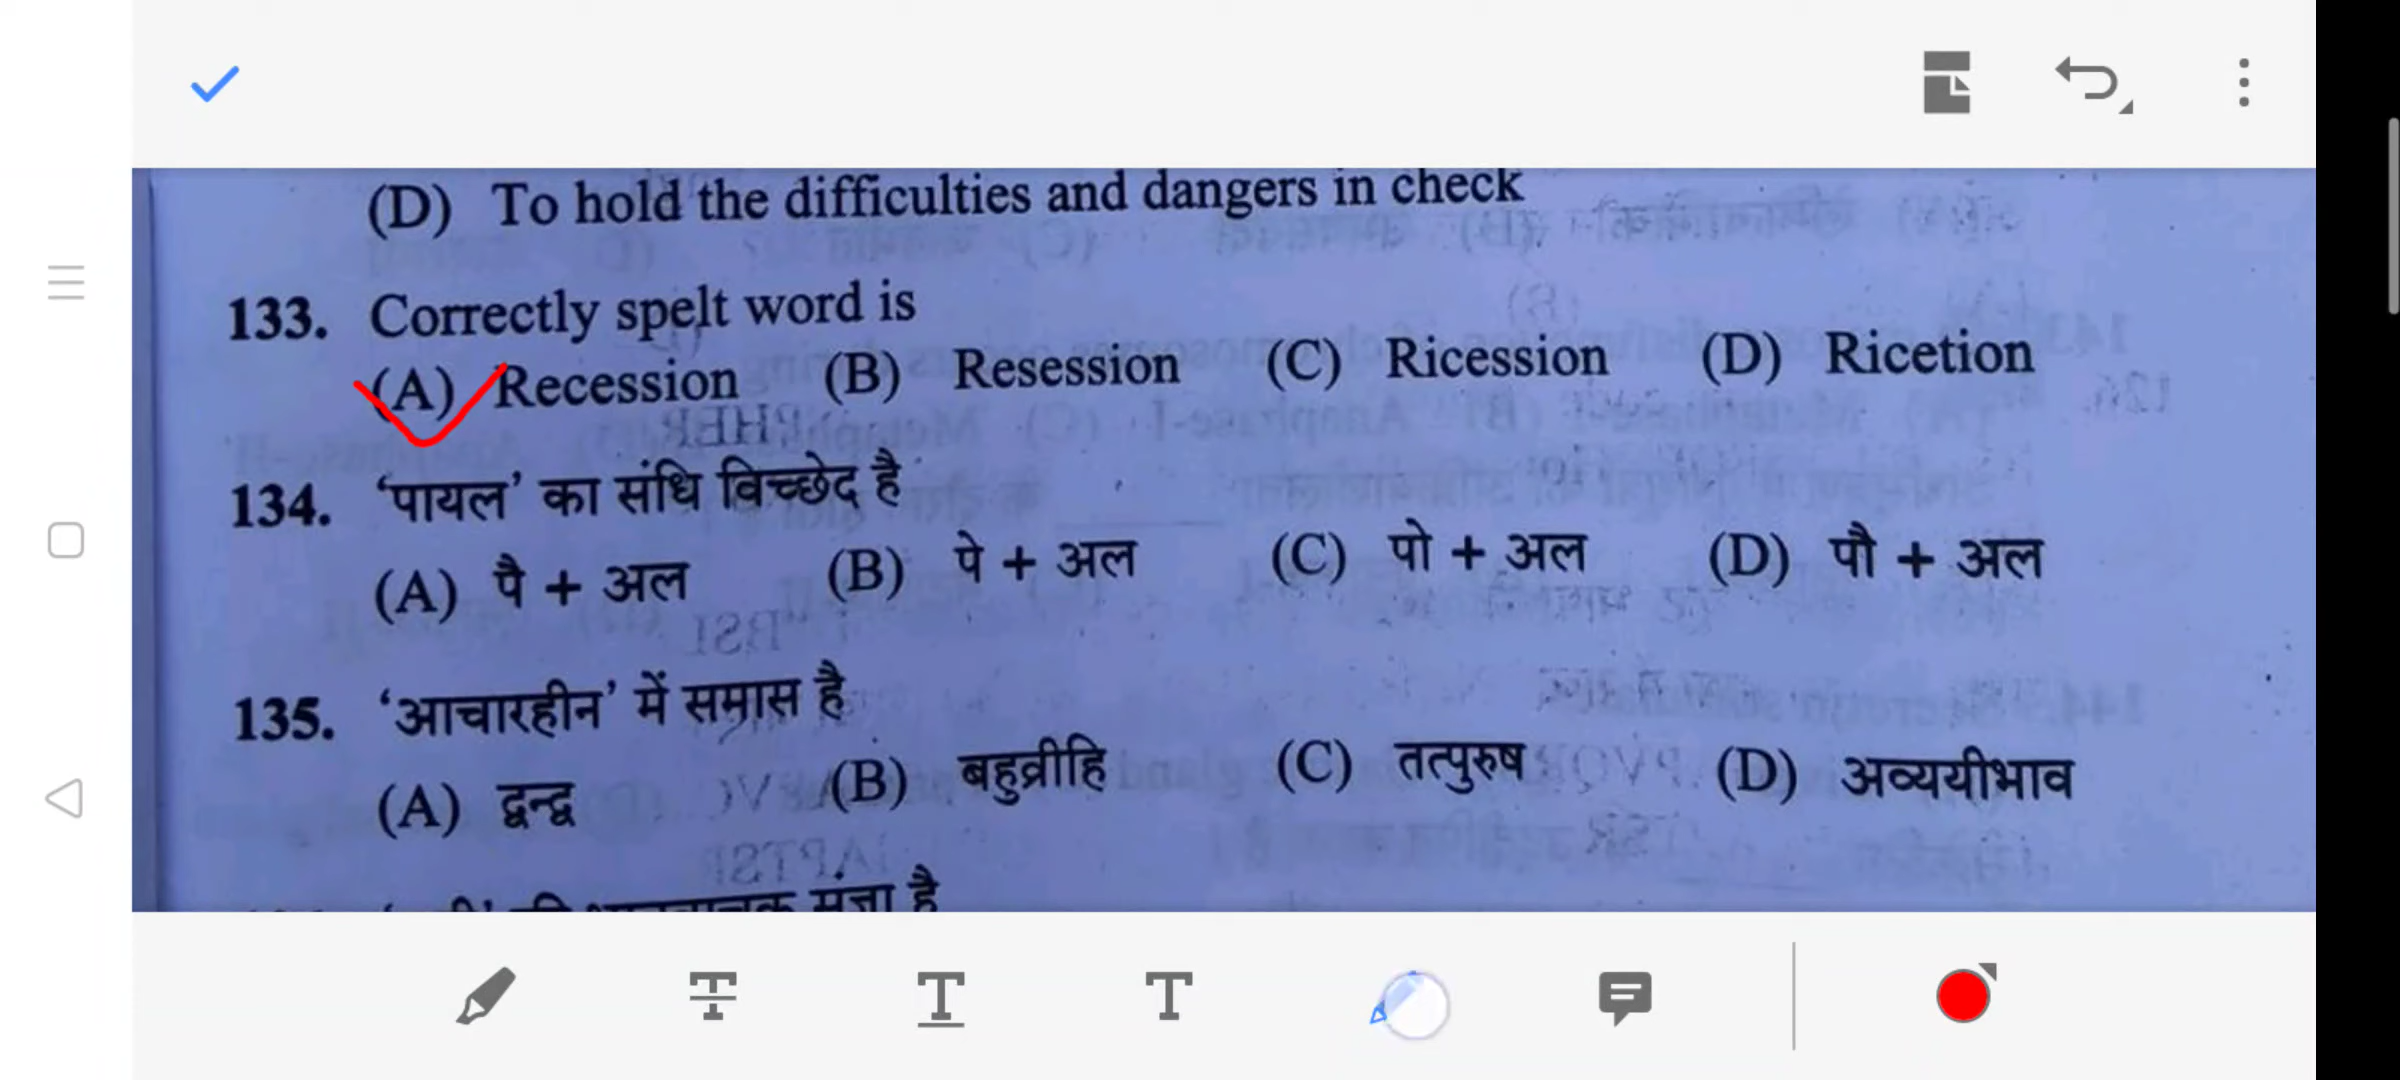 (D) To hold the difficulties and dangers in check
133. Correctly spelt word is
(A) Recession (B) Resession (C) Ricession (D) Ricetion
134. ‘पायल’ का संधि विच्छेद है
(A) पै + अल (B) पे + अल (C) पो + अल (D) पौ + अल
135. ‘आचारहीन’ में समास है
(A) द्वन्द्व (B) बहुव्रीहि (C) तत्पुरुष (D) अव्ययीभाव
संज्ञा है